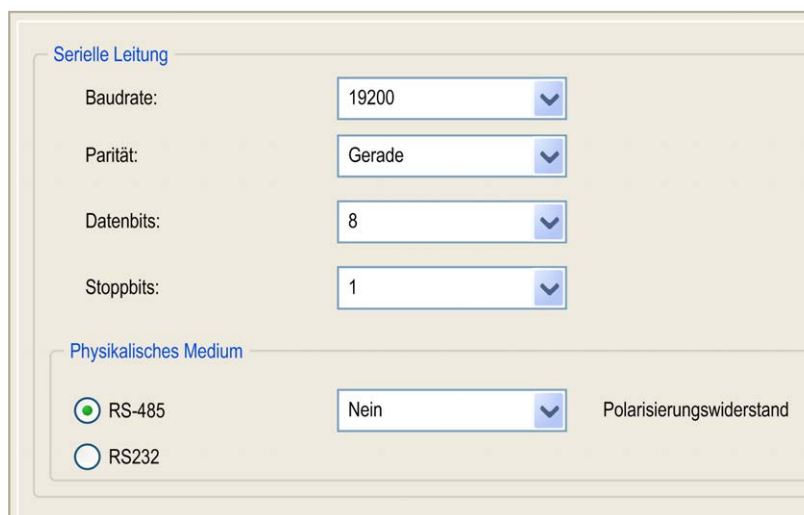 Serielle Leitung
Baudrate: 19200
Parität: Gerade
Datenbits: 8
Stoppbits: 1
Physikalisches Medium
RS-485 Nein Polarisierungswiderstand
RS232